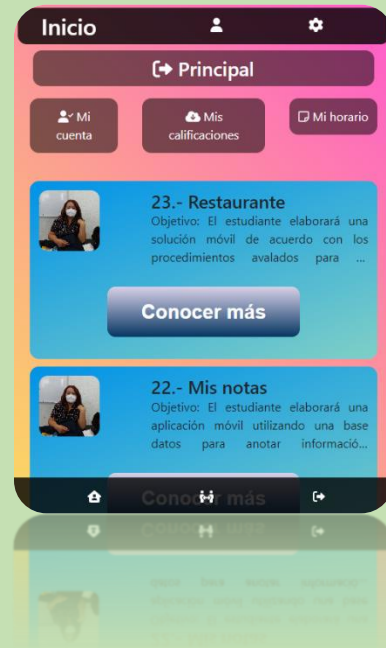 Inicio
Principal
Mi
cuenta
Mis
calificaciones
Mi horario
23.- Restaurante
Objetivo: El estudiante elaborará una
solución móvil de acuerdo con los
procedimientos avalados para ...
Conocer más
22.- Mis notas
Objetivo: El estudiante elaborará una
aplicación móvil utilizando una base
datos para anotar informació...
Conocer más